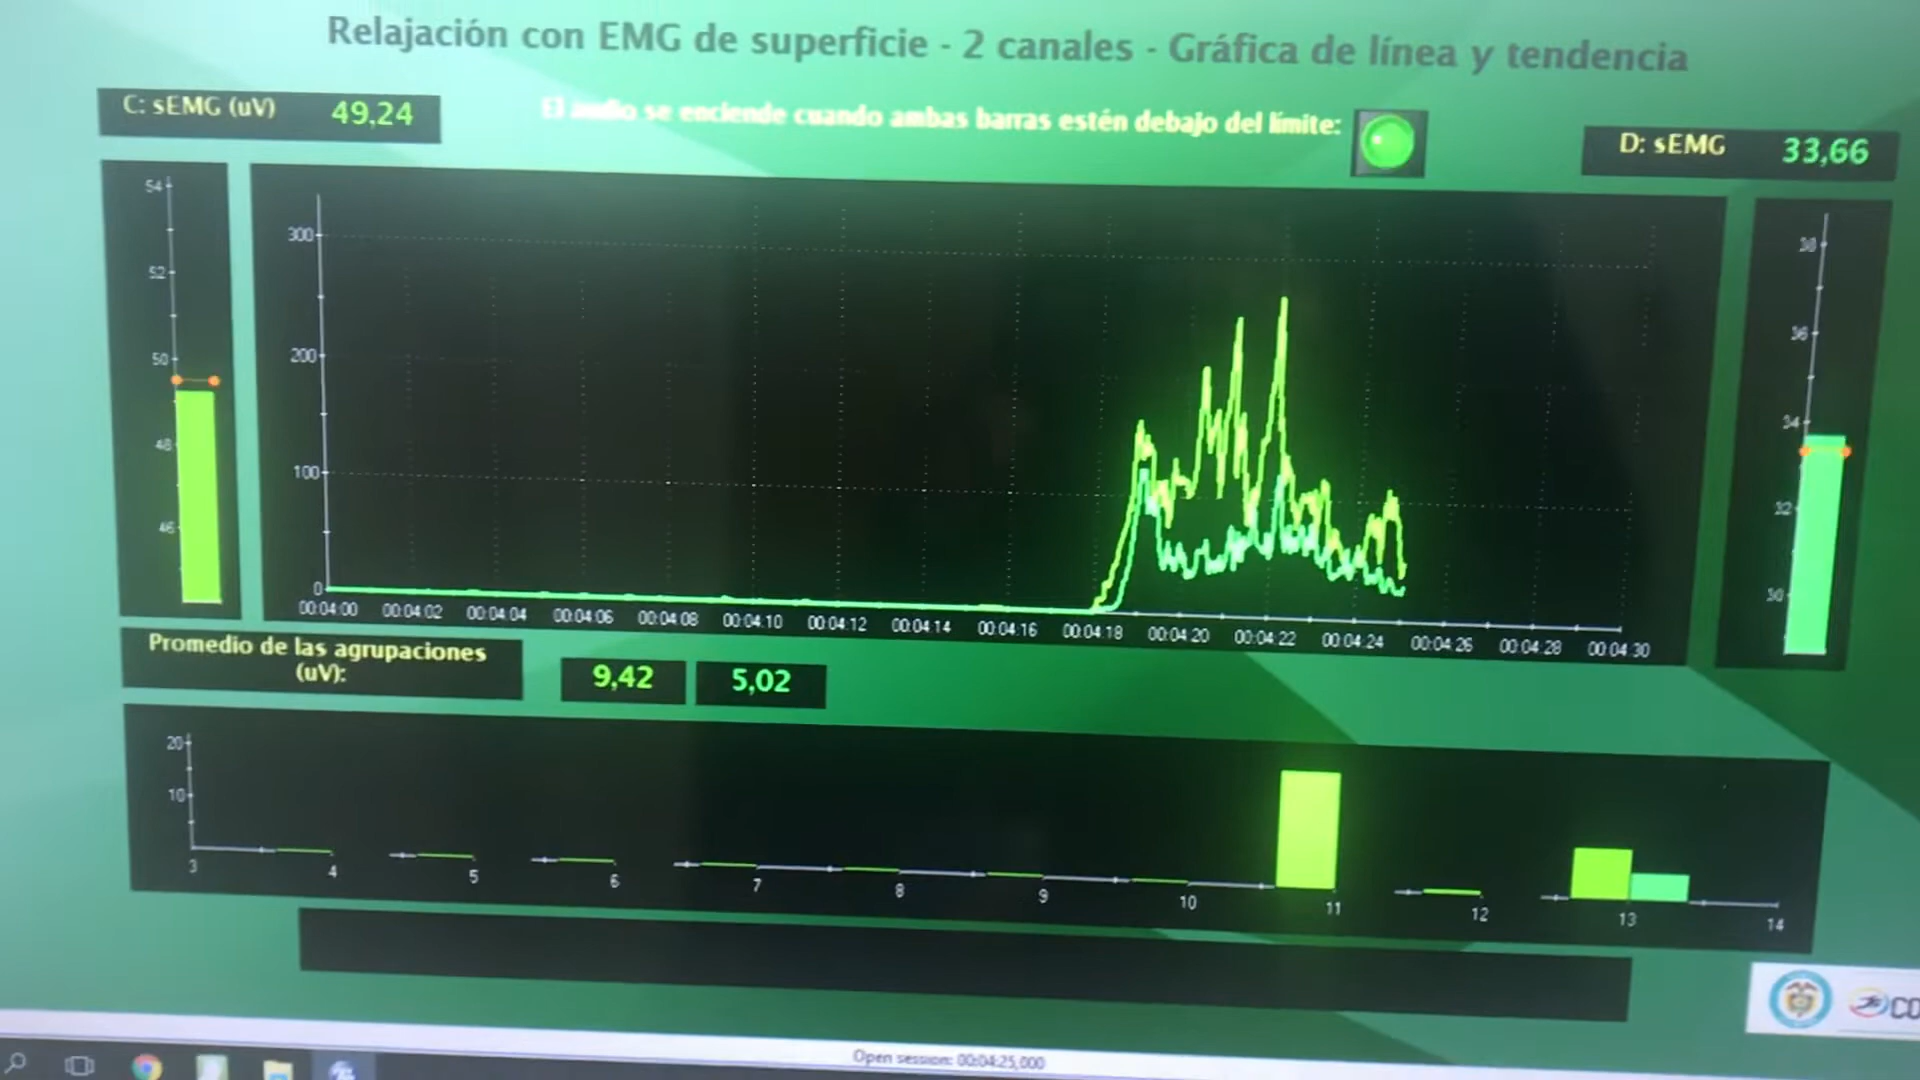 Relajación con EMG de superficie - 2 canales - Gráfica de línea y tendencia
C: sEMG (uV) 49,24
El audio se enciende cuando ambas barras estén debajo del límite:
D: sEMG 33,66
54
52
50
48
46
300
200
100
0
00:04:00 00:04:02 00:04:04 00:04:06 00:04:08 00:04:10 00:04:12 00:04:14 00:04:16 00:04:18 00:04:20 00:04:22 00:04:24 00:04:26 00:04:28 00:04:30
38
36
34
32
30
Promedio de las agrupaciones
(uV):
9,42 5,02
20
10
3 4 5 6 7 8 9 10 11 12 13 14
CO
Open session: 00:04:25,000